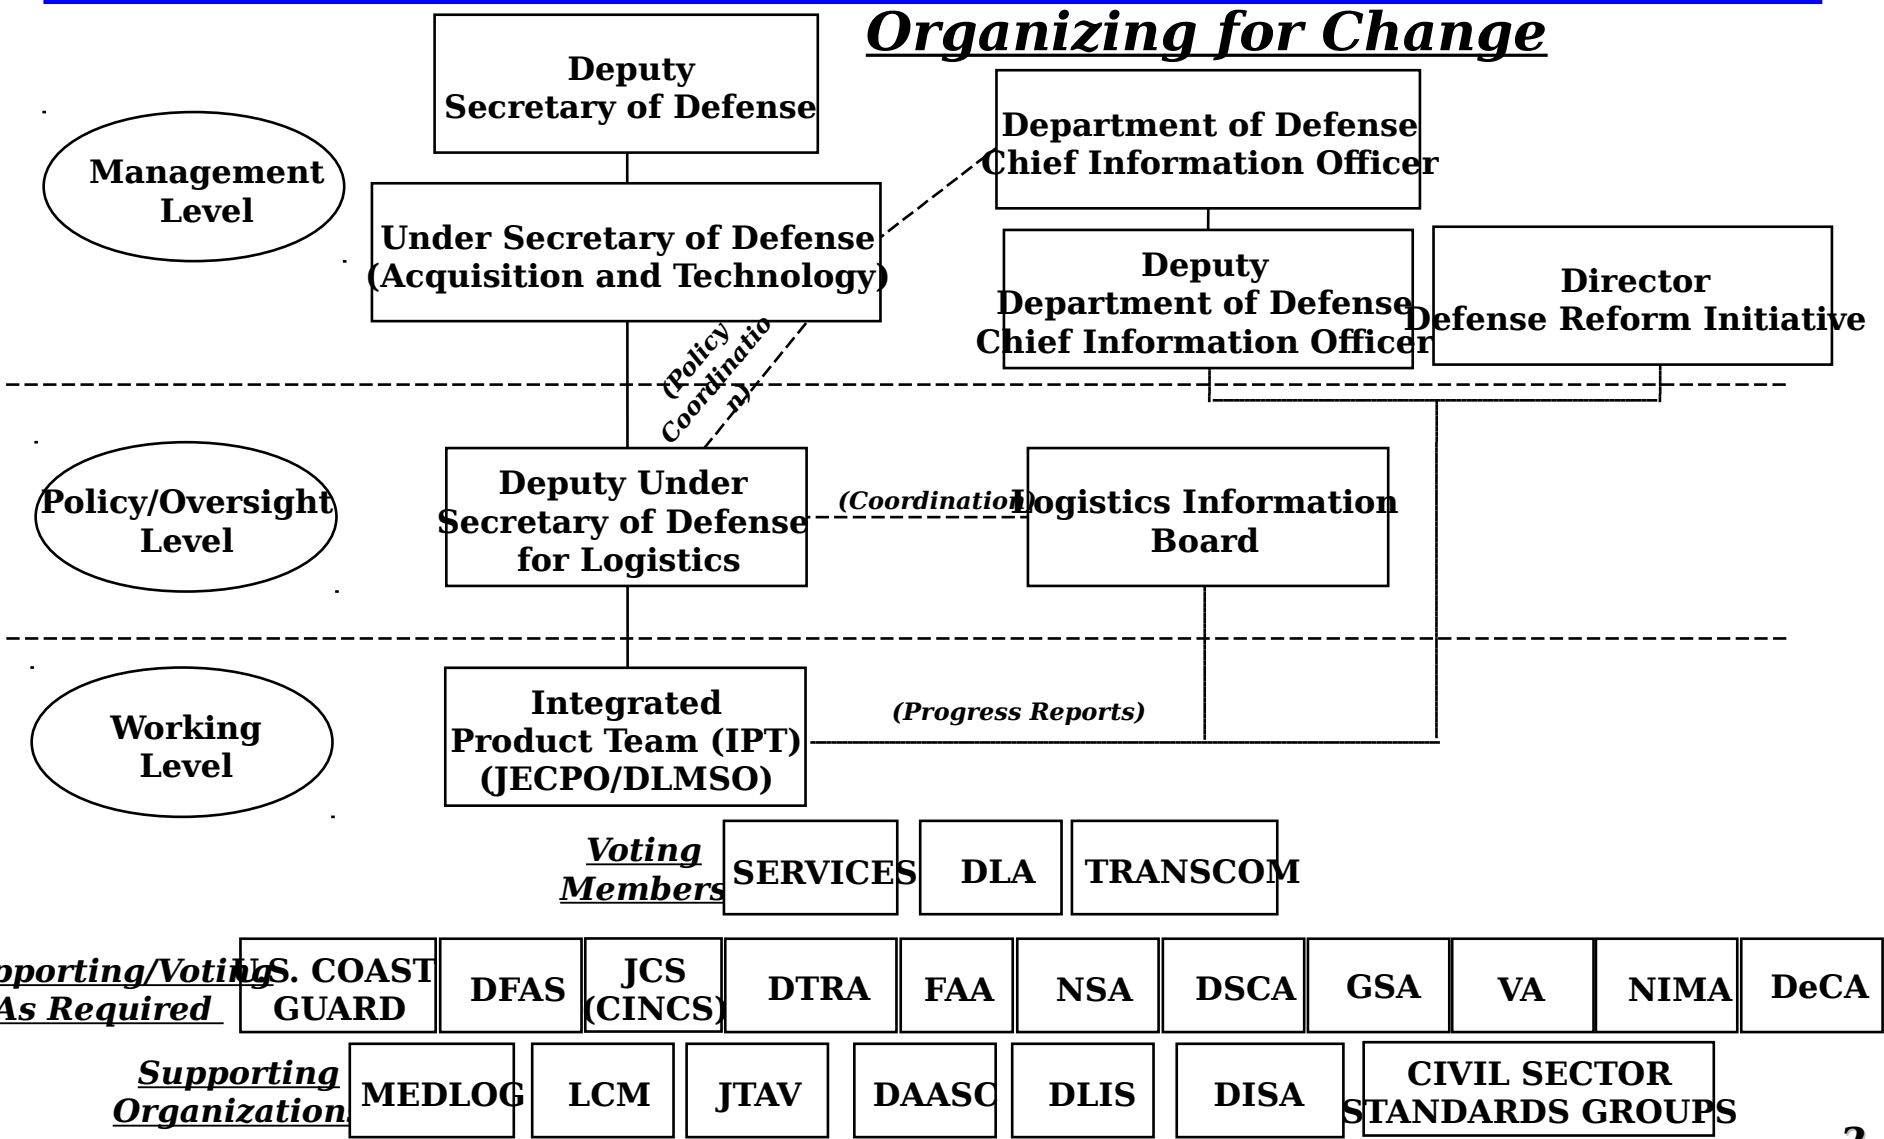 Organizing for Change
Deputy
Secretary of Defense
Department of Defense
Chief Information Officer
Management
Level
Under Secretary of Defense
(Acquisition and Technology)
Deputy
Department of Defense
Chief Information Officer
Director
Defense Reform Initiative
(Policy
Coordinatio
n)
Policy/Oversight
Level
Deputy Under
Secretary of Defense
for Logistics
(Coordination)
Logistics Information
Board
Working
Level
Integrated
Product Team (IPT)
(JECPO/DLMSO)
(Progress Reports)
Voting
Members
SERVICES
DLA
TRANSCOM
pporting/Voting
As Required
U.S. COAST
GUARD
DFAS
JCS
(CINCS)
DTRA
FAA
NSA
DSCA
GSA
VA
NIMA
DeCA
Supporting
Organizations
MEDLOG
LCM
JTAV
DAASC
DLIS
DISA
CIVIL SECTOR
STANDARDS GROUPS